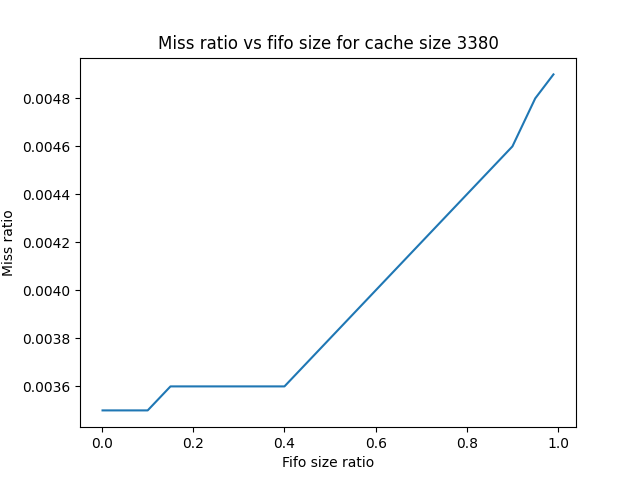 Miss ratio vs fifo size for cache size 3380
Miss ratio
0.0048
0.0046
0.0044
0.0042
0.0040
0.0038
0.0036
0.0 0.2 0.4 0.6 0.8 1.0
Fifo size ratio